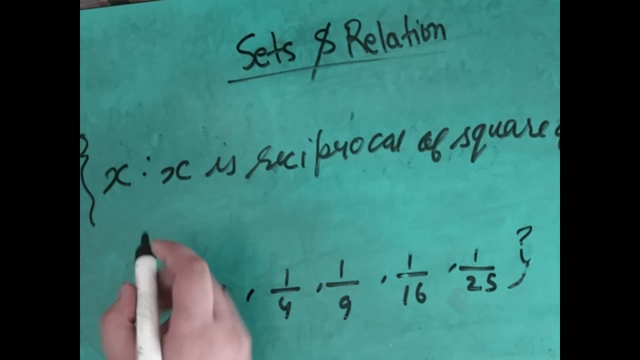 Sets & Relation
{ x : x is reciprocal of square
, 1/4 , 1/9 , 1/16 , 1/25 }